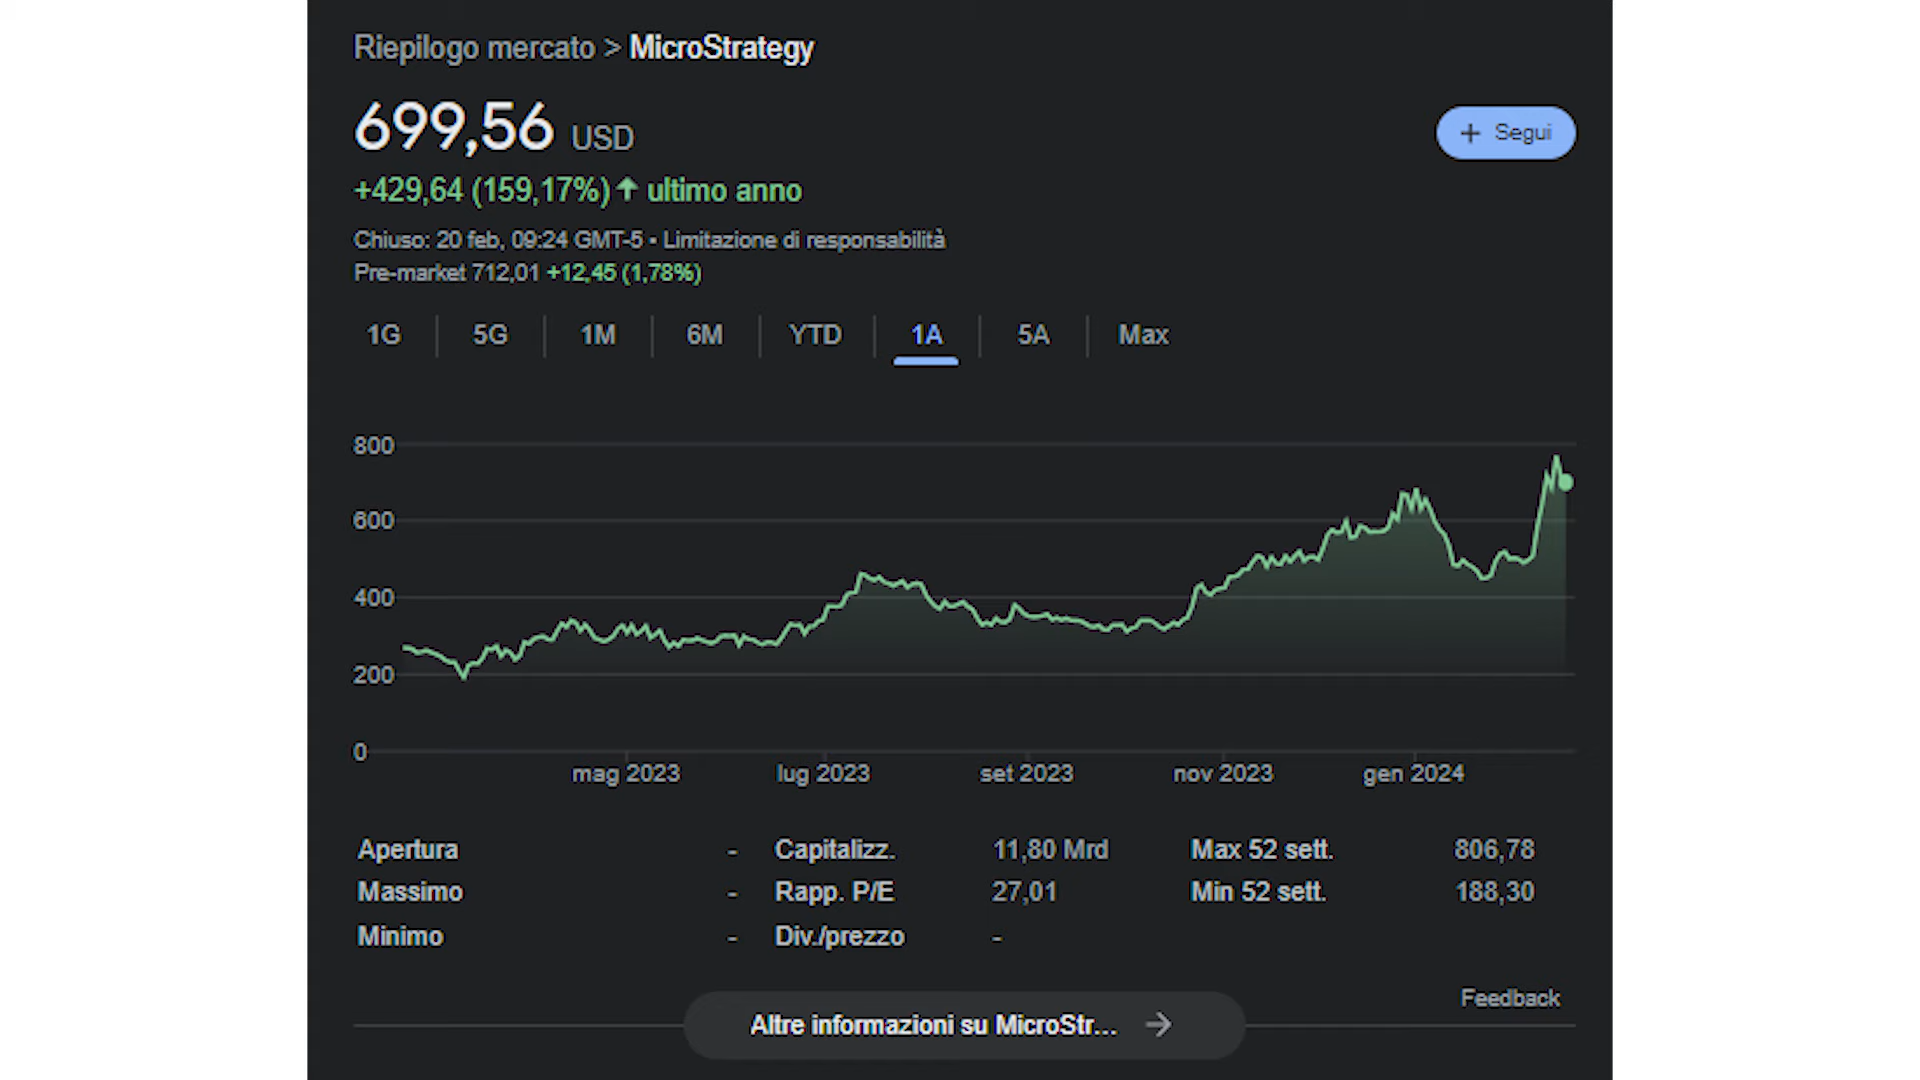 Riepilogo mercato > MicroStrategy
699,56 USD
+ Segui
+429,64 (159,17%) ↑ ultimo anno
Chiuso: 20 feb, 09:24 GMT-5 • Limitazione di responsabilità
Pre-market 712,01 +12,45 (1,78%)
1G 5G 1M 6M YTD 1A 5A Max
800
600
400
200
0
mag 2023 lug 2023 set 2023 nov 2023 gen 2024
Apertura - Capitalizz. 11,80 Mrd Max 52 sett. 806,78
Massimo - Rapp. P/E 27,01 Min 52 sett. 188,30
Minimo - Div./prezzo -
Feedback
Altre informazioni su MicroStr... →